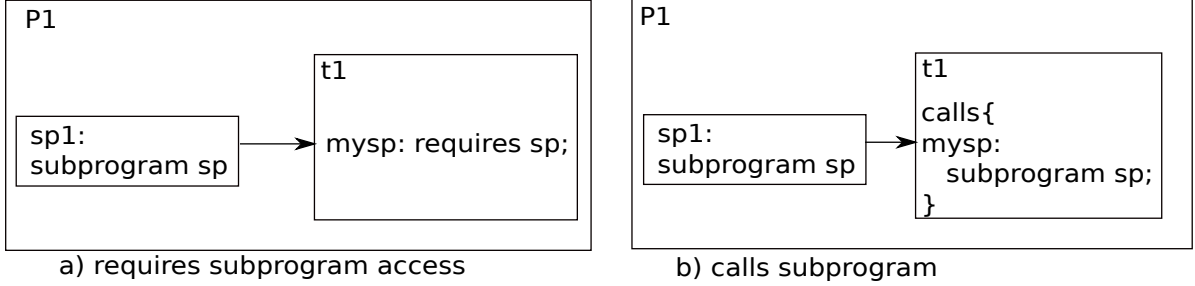 P1
t1
sp1:
subprogram sp
mysp: requires sp;
a) requires subprogram access
P1
t1
calls{
sp1:
subprogram sp
mysp:
subprogram sp;
}
b) calls subprogram